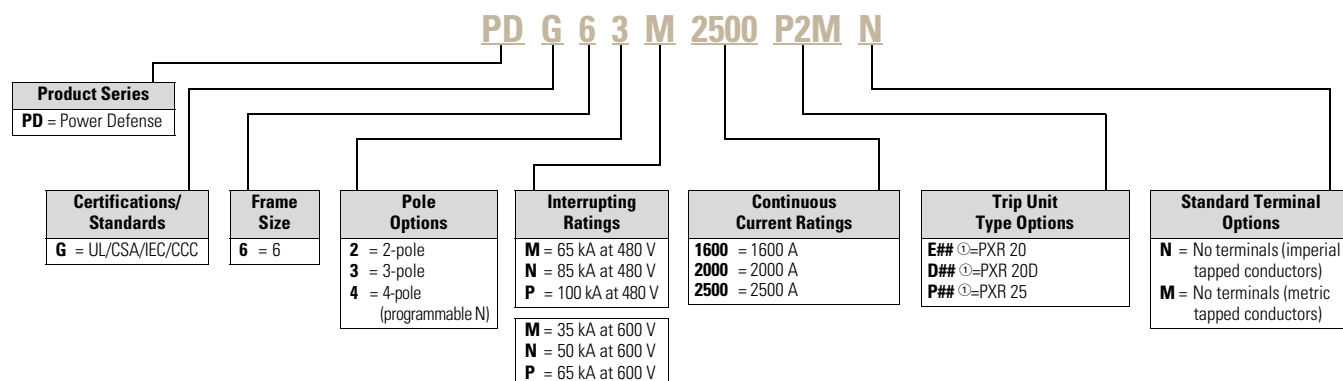 PD G 6 3 M 2500 P2M N
Product Series
PD = Power Defense
Certifications/
Standards
G = UL/CSA/IEC/CCC
Frame
Size
6 = 6
Pole
Options
2 = 2-pole
3 = 3-pole
4 = 4-pole
(programmable N)
Interrupting
Ratings
M = 65 kA at 480 V
N = 85 kA at 480 V
P = 100 kA at 480 V
M = 35 kA at 600 V
N = 50 kA at 600 V
P = 65 kA at 600 V
Continuous
Current Ratings
1600 = 1600 A
2000 = 2000 A
2500 = 2500 A
Trip Unit
Type Options
E## ①=PXR 20
D## ①=PXR 20D
P## ①=PXR 25
Standard Terminal
Options
N = No terminals (imperial
tapped conductors)
M = No terminals (metric
tapped conductors)